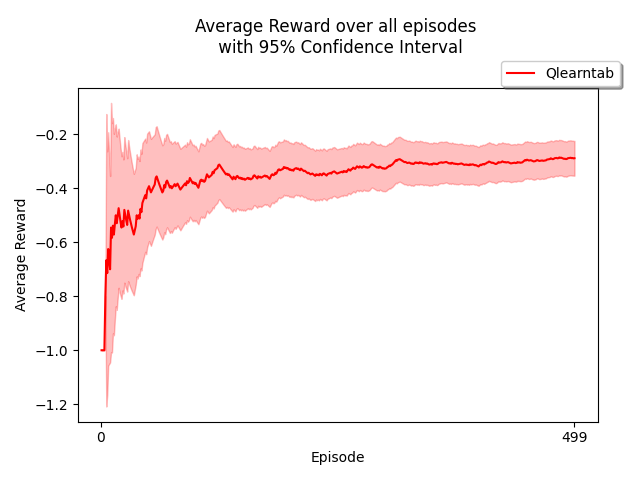 Average Reward over all episodes
with 95% Confidence Interval
Qlearntab
Average Reward
−0.2
−0.4
−0.6
−0.8
−1.0
−1.2
0
499
Episode